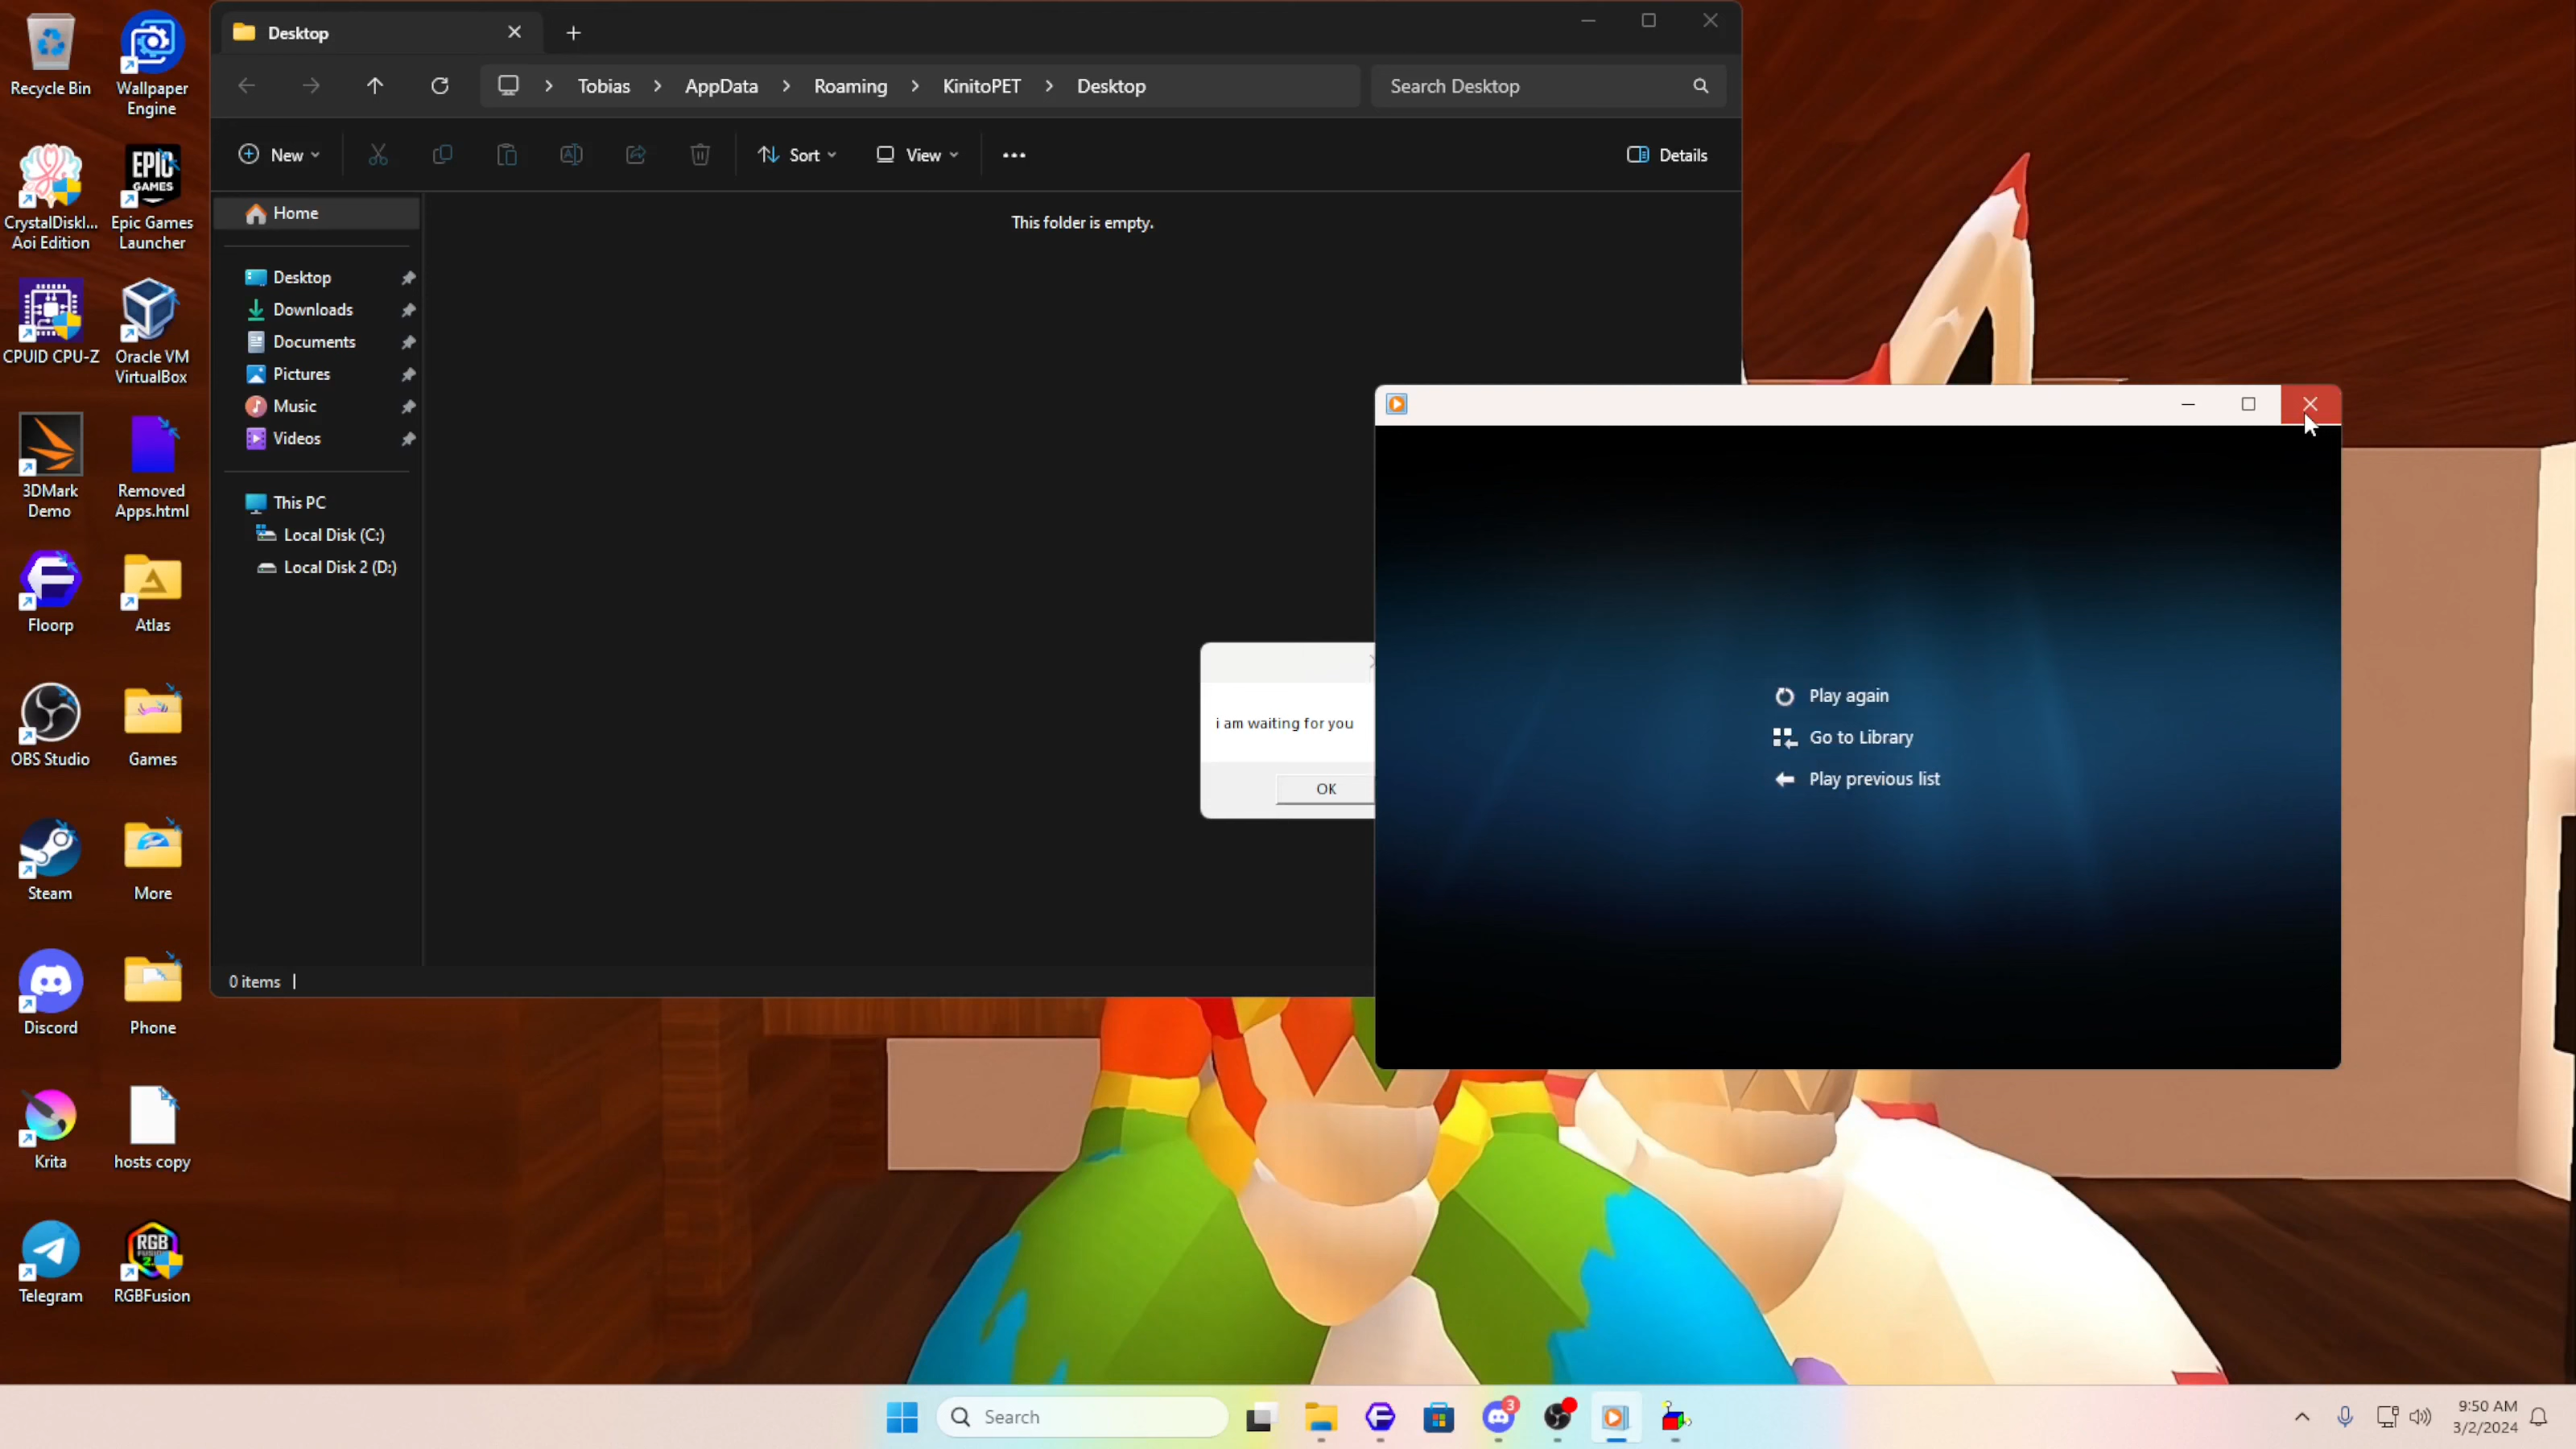 Recycle Bin
Wallpaper
Engine
CrystalDiskI...
Aoi Edition
EPIC
GAMES
Epic Games
Launcher
CPUID CPU-Z
Oracle VM
VirtualBox
3DMark
Demo
Removed
Apps.html
Floorp
Atlas
OBS Studio
Games
Steam
More
Discord
Phone
Krita
hosts copy
Telegram
RGB
RGBFusion
Desktop
Tobias
AppData
Roaming
KinitoPET
Desktop
Search Desktop
New
Sort
View
Details
Home
Desktop
Downloads
Documents
Pictures
Music
Videos
This PC
Local Disk (C:)
Local Disk 2 (D:)
This folder is empty.
0 items
i am waiting for you
OK
Play again
Go to Library
Play previous list
Search
3
9:50 AM
3/2/2024